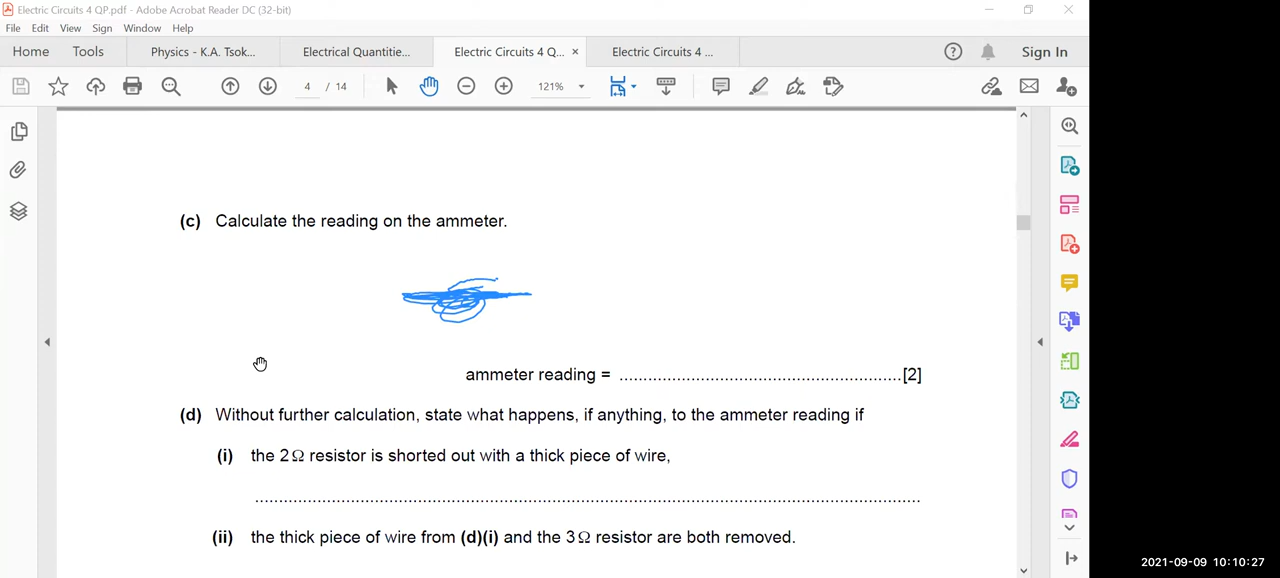 Electric Circuits 4 QP.pdf - Adobe Acrobat Reader DC (32-bit)
File Edit View Sign Window Help
Home Tools Physics - K.A. Tsok... Electrical Quantitie... Electric Circuits 4 Q... × Electric Circuits 4 ... Sign In
4 / 14 121%
(c) Calculate the reading on the ammeter.
ammeter reading = ..........................................................[2]
(d) Without further calculation, state what happens, if anything, to the ammeter reading if
(i) the 2 Ω resistor is shorted out with a thick piece of wire,
(ii) the thick piece of wire from (d)(i) and the 3 Ω resistor are both removed.
2021-09-09 10:10:27